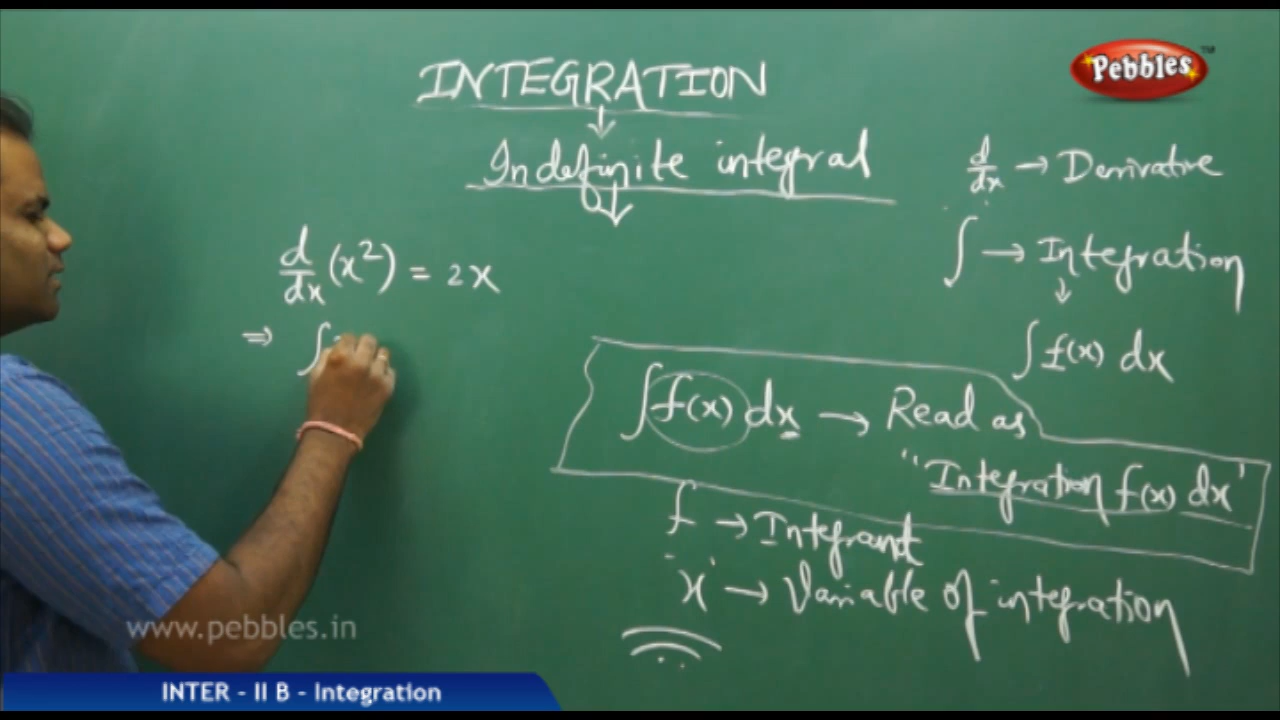 INTEGRATION
Pebbles™
Indefinite integral
d/dx → Derivative
∫ → Integration
d/dx (x²) = 2x
⇒ ∫
∫ f(x) dx
∫ f(x) dx → Read as
"Integration f(x) dx"
f → Integrant
'x' → Variable of integration
www.pebbles.in
INTER - II B - Integration